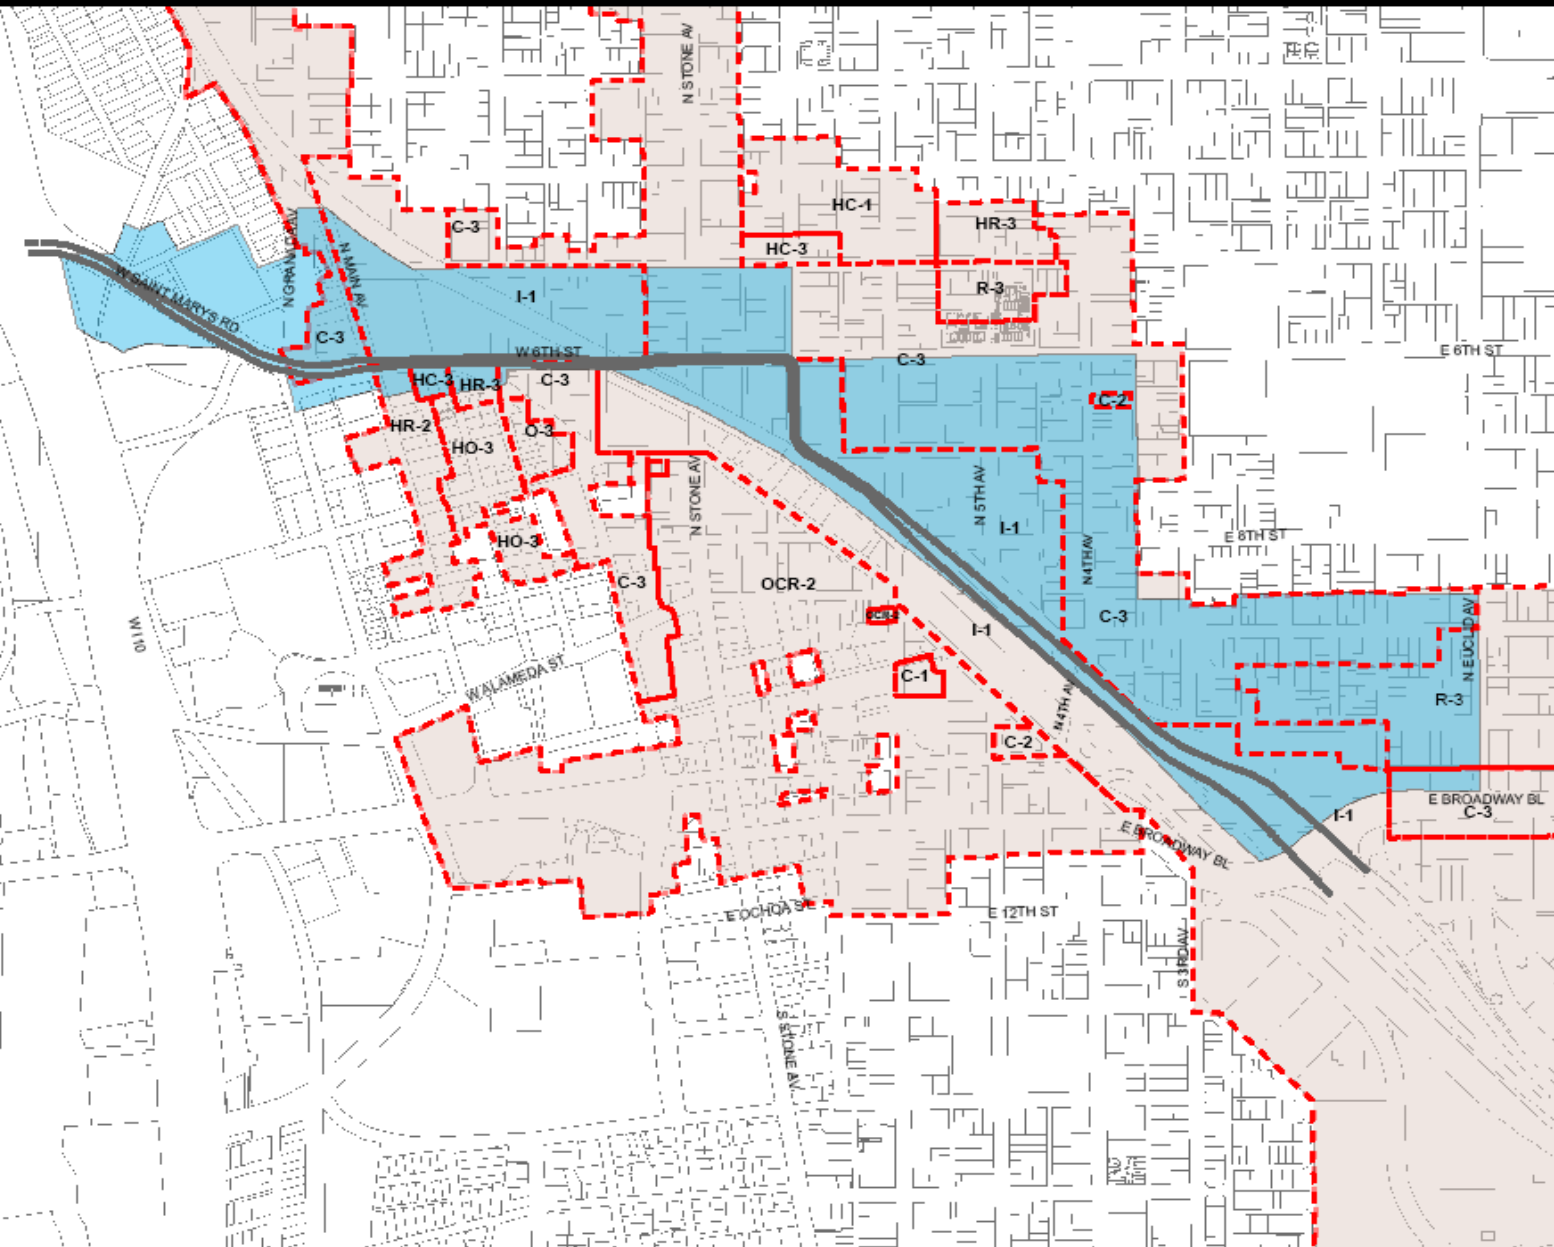 N STONE AV
HC-1
HR-3
C-3
HC-3
N GRANADA AV
N MAIN AV
W SAINT MARYS RD
I-1
R-3
C-3
W 6TH ST
C-3
E 6TH ST
HC-3
HR-3
C-3
C-2
HR-2
O-3
HO-3
N STONE AV
N 5TH AV
I-1
E 8TH ST
HO-3
N 4TH AV
C-3
OCR-2
C-3
I-1
W I 10
N EUCLID AV
W ALAMEDA ST
C-1
N 4TH AV
R-3
C-2
E BROADWAY BL
C-3
I-1
E BROADWAY BL
E OCHOA ST
E 12TH ST
S 3RD AV
S STONE AV